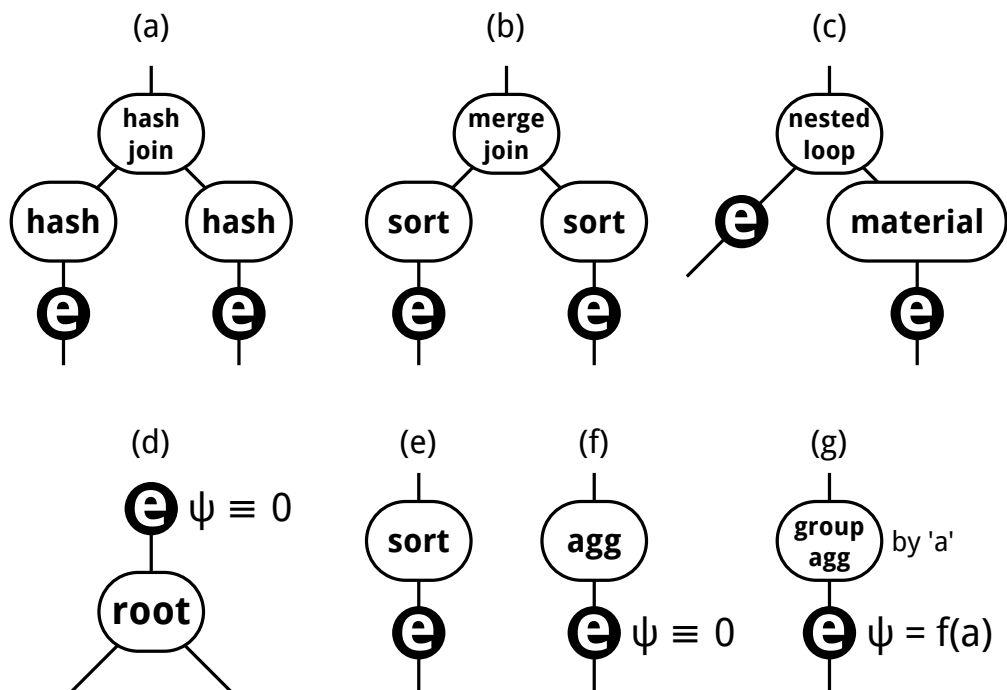 (a)
(b)
(c)
hash
join
merge
join
nested
loop
hash
hash
sort
sort
e
material
e
e
e
e
e
(d)
(e)
(f)
(g)
e ψ ≡ 0
sort
agg
group
agg
by 'a'
root
e
e ψ ≡ 0
e ψ = f(a)